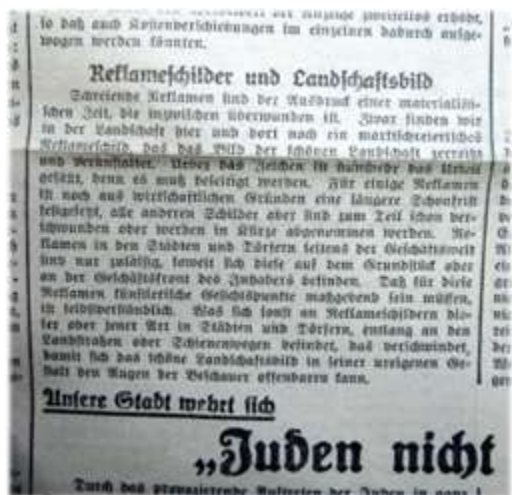 so daß auch Kostenverschiebungen im einzelnen dadurch aufge-
wogen werden könnten.
Reklameschilder und Landschaftsbild
Schreiende Reklamen sind der Ausdruck einer materialisti-
schen Zeit, die inzwischen überwunden ist. Zwar finden wir
in der Landschaft hier und dort noch ein marktschreierisches
Reklameschild, das das Bild der schönen Landschaft zerreißt
und verunstaltet. Ueber das Zeichen ist das Urteil
gefällt, denn es muß beseitigt werden. Für einige Reklamen
ist noch aus wirtschaftlichen Gründen eine längere Schonfrist
festgesetzt, alle anderen Schilder aber sind zum Teil schon ver-
schwunden oder werden in Kürze abgenommen werden. Re-
klamen in den Städten und Dörfern seitens der Geschäftswelt
sind nur zulässig, soweit sich diese auf dem Grundstück oder
an der Geschäftsfront des Inhabers befinden. Daß für diese
Reklamen künstlerische Gesichtspunkte maßgebend sein müssen,
ist selbstverständlich. Was sich sonst an Reklameschildern die-
ser oder jener Art in Städten und Dörfern, entlang an den
Landstraßen oder Schienenwegen befindet, das verschwindet,
damit sich das schöne Landschaftsbild in seiner ureigenen Ge-
stalt den Augen der Beschauer offenbaren kann.
Unsere Stadt wehrt sich
„Juden nicht
Durch das provozierende Auftreten der Juden in ganz